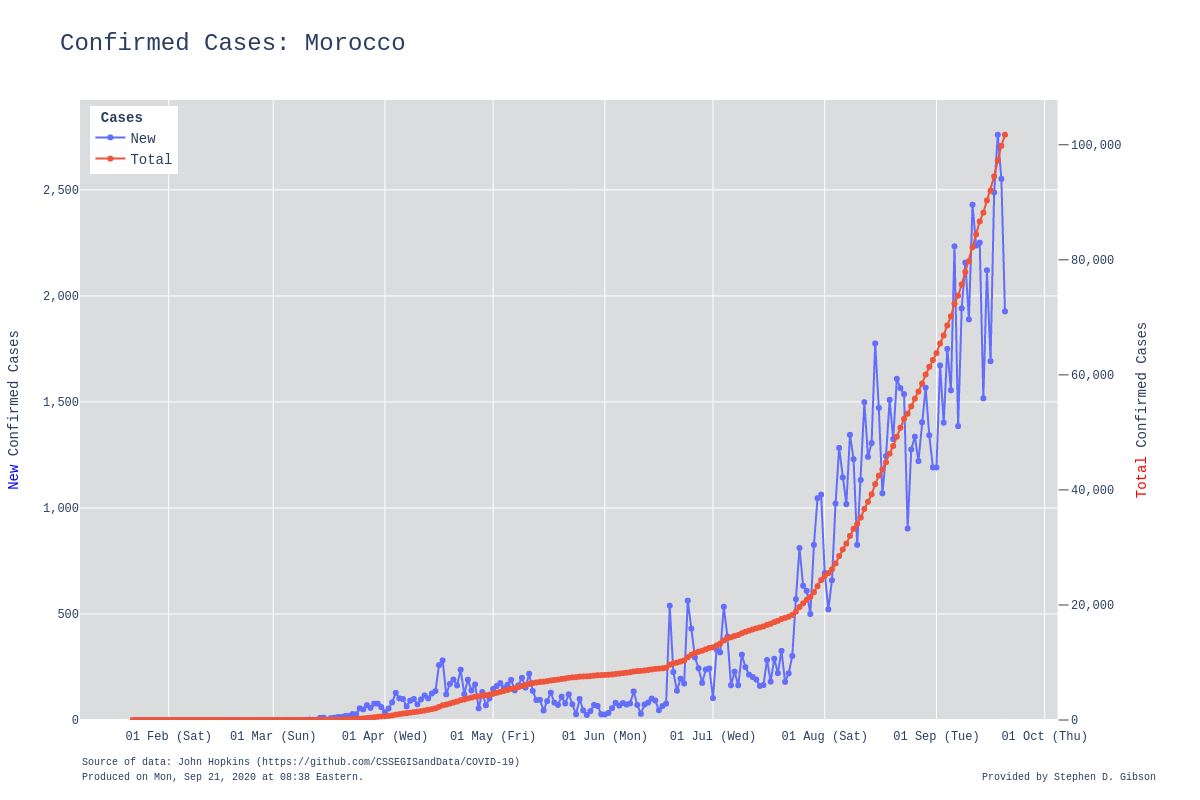 Confirmed Cases: Morocco
Cases
New
Total
2,500
2,000
1,500
1,000
500
0
New Confirmed Cases
100,000
80,000
60,000
40,000
20,000
0
Total Confirmed Cases
01 Feb (Sat) 01 Mar (Sun) 01 Apr (Wed) 01 May (Fri) 01 Jun (Mon) 01 Jul (Wed) 01 Aug (Sat) 01 Sep (Tue) 01 Oct (Thu)
Source of data: John Hopkins (https://github.com/CSSEGISandData/COVID-19)
Produced on Mon, Sep 21, 2020 at 08:38 Eastern.
Provided by Stephen D. Gibson